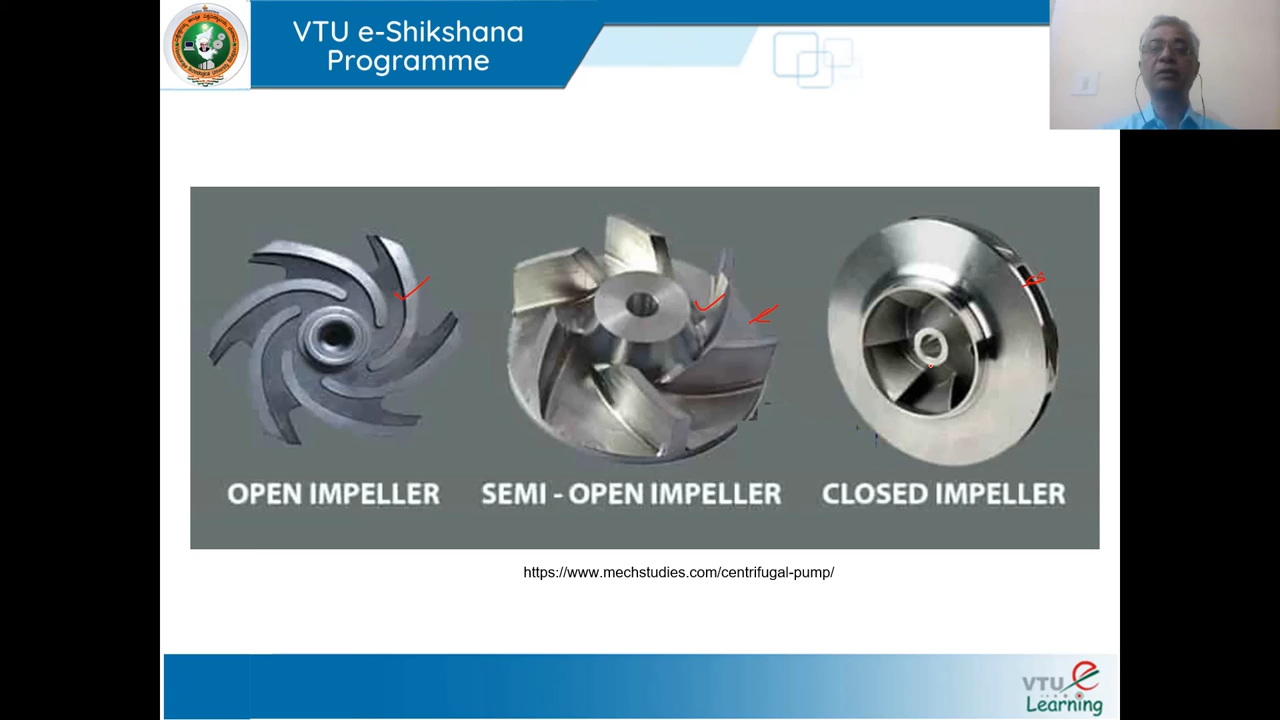 VTU e-Shikshana
Programme
OPEN IMPELLER
SEMI - OPEN IMPELLER
CLOSED IMPELLER
https://www.mechstudies.com/centrifugal-pump/
VTU e
Learning